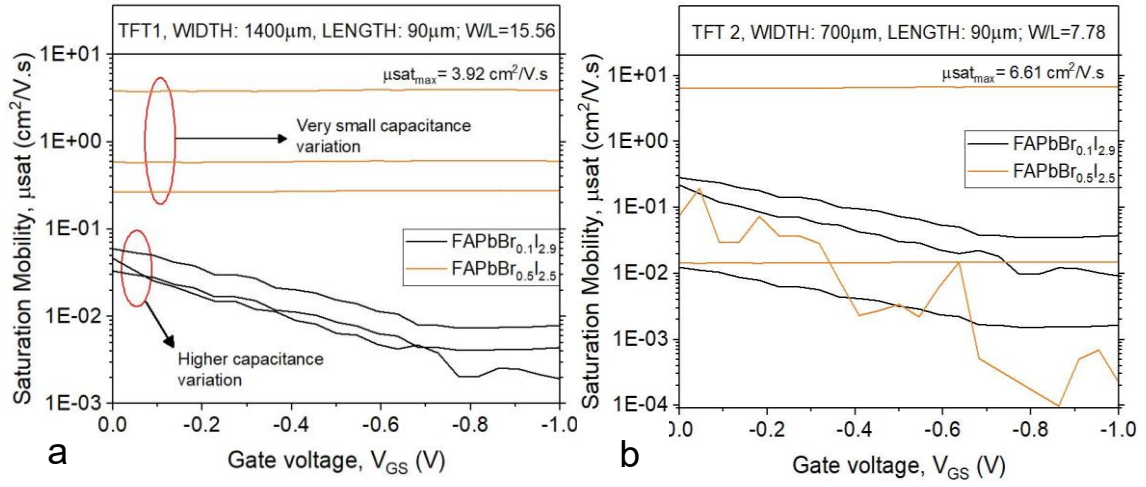 TFT1, WIDTH: 1400μm, LENGTH: 90μm; W/L=15.56
1E+01
1E+00
1E-01
1E-02
1E-03
Saturation Mobility, μsat (cm²/V.s)
μsatₘₐₓ= 3.92 cm²/V.s
Very small capacitance
variation
FAPbBr₀.₁I₂.₉
FAPbBr₀.₅I₂.₅
Higher capacitance
variation
0.0 -0.2 -0.4 -0.6 -0.8 -1.0
Gate voltage, V_GS (V)
a
TFT 2, WIDTH: 700μm, LENGTH: 90μm; W/L=7.78
1E+01
1E+00
1E-01
1E-02
1E-03
1E-04
Saturation Mobility, μsat (cm²/V.s)
μsatₘₐₓ= 6.61 cm²/V.s
FAPbBr₀.₁I₂.₉
FAPbBr₀.₅I₂.₅
0.0 -0.2 -0.4 -0.6 -0.8 -1.0
Gate voltage, V_GS (V)
b